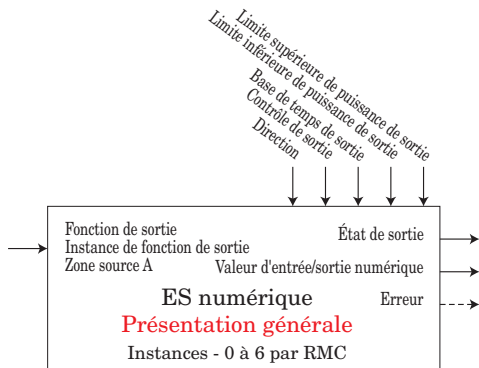 Limite supérieure de puissance de sortie
Limite inférieure de puissance de sortie
Base de temps de sortie
Contrôle de sortie
Direction
Fonction de sortie
Instance de fonction de sortie
Zone source A
État de sortie
Valeur d'entrée/sortie numérique
Erreur
ES numérique
Présentation générale
Instances - 0 à 6 par RMC